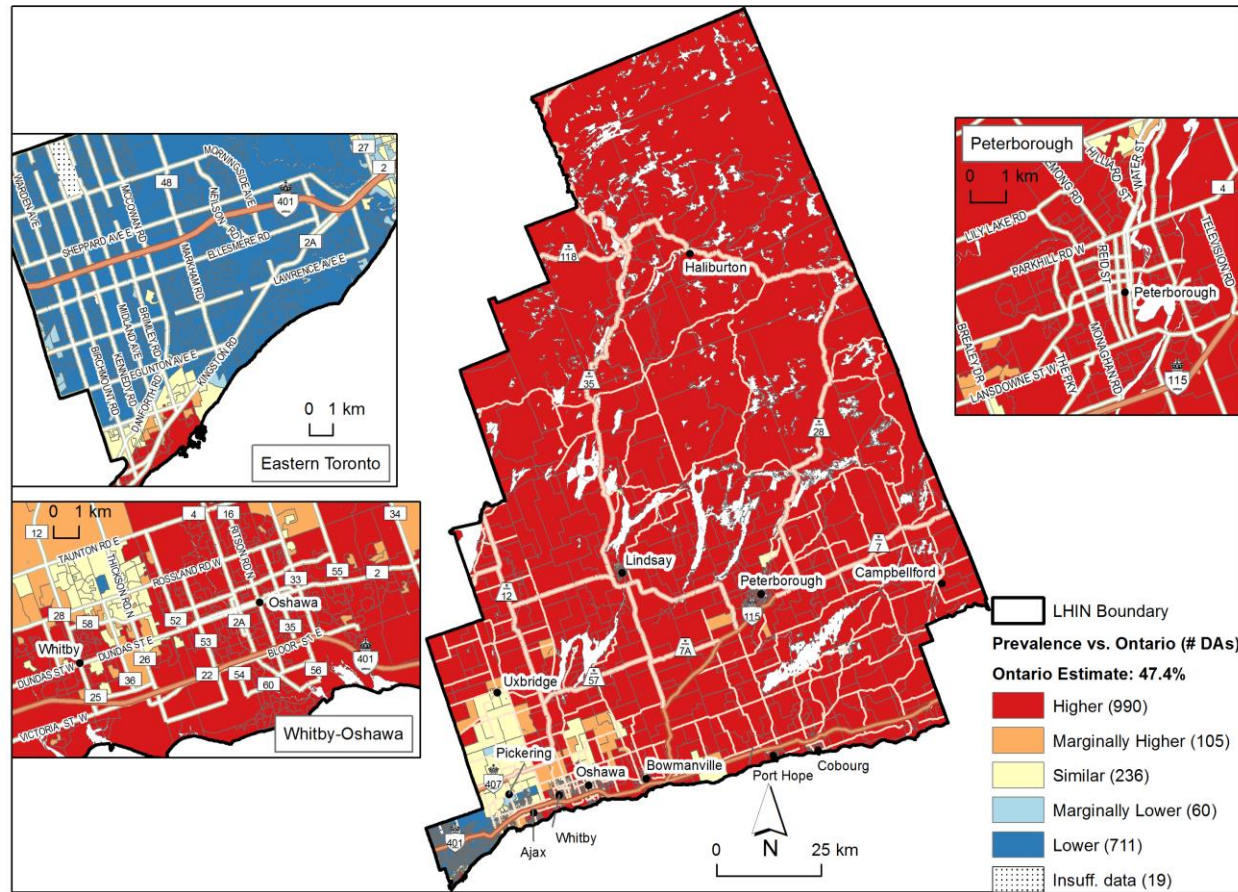 118
Haliburton
35
28
Lindsay
7
Peterborough
Campbellford
12
115
7A
57
Uxbridge
Pickering
Oshawa
Bowmanville
Cobourg
407
Port Hope
Whitby
401
Ajax
N
0 25 km
27
2
MORNINGSIDE AVE
WARDEN AVE
48
MCCOWAN RD
NEILSON RD
401
SHEPPARD AVE E
ELLESMERE RD
2A
MARKHAM RD
LAWRENCE AVE E
BRIMLEY RD
MIDLAND AVE
KENNEDY RD
BIRCHMOUNT RD
EGLINTON AVE E
DANFORTH RD
KINGSTON RD
0 1 km
Eastern Toronto
0 1 km
4
16
34
12
TAUNTON RD E
THICKSON RD N
RITSON RD N
ROSSLAND RD W
33
55
2
28
58
52
Oshawa
2A
Whitby
DUNDAS ST E
53
35
BLOOR ST E
DUNDAS ST W
26
401
36
22
54
56
60
25
VICTORIA ST W
Whitby-Oshawa
Peterborough
0 1 km
HILLIARD ST
WATER ST
4
LILY LAKE RD
TELEVISION RD
PARKHILL RD W
REID ST
Peterborough
BREALEY DR
MONAGHAN RD
THE PKY
LANSDOWNE ST W
115
LHIN Boundary
Prevalence vs. Ontario (# DAs)
Ontario Estimate: 47.4%
Higher (990)
Marginally Higher (105)
Similar (236)
Marginally Lower (60)
Lower (711)
Insuff. data (19)